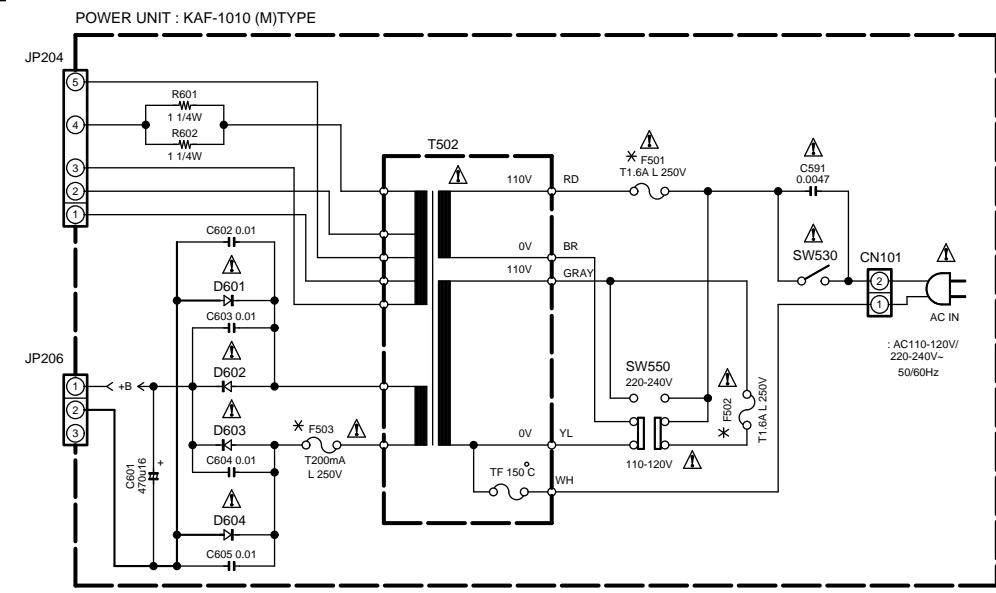 POWER UNIT : KAF-1010 (M)TYPE
JP204
5
4
3
2
1
R601
1 1/4W
R602
1 1/4W
T502
110V
RD
0V
BR
110V
GRAY
0V
YL
WH
TF 150°C
* F501
T1.6A L 250V
C591
0.0047
SW530
CN101
2
1
AC IN
: AC110-120V/
220-240V~
50/60Hz
SW550
220-240V
110-120V
* F502
T1.6A L 250V
C602 0.01
D601
C603 0.01
D602
D603
C604 0.01
D604
C605 0.01
* F503
T200mA
L 250V
JP206
1
2
3
+B
C601
470u16
+